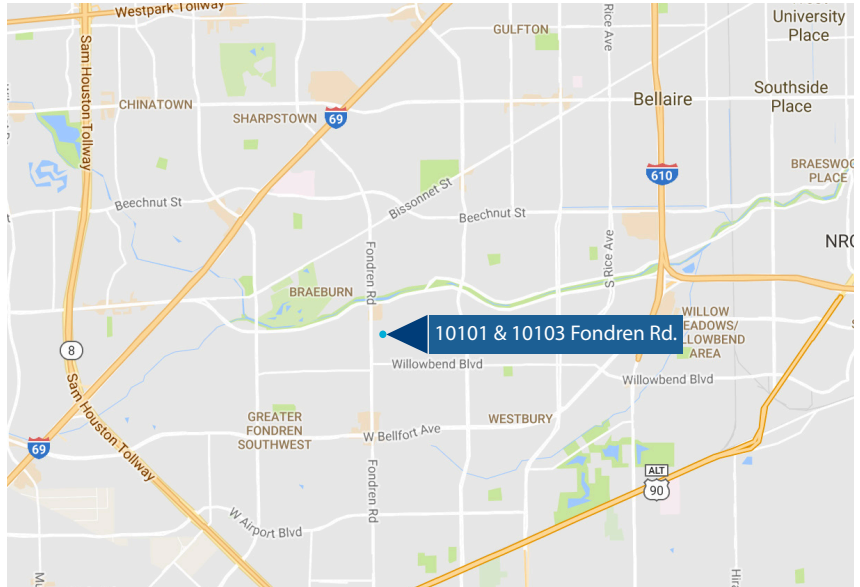 Westpark Tollway
Sam Houston Tollway
GULFTON
S Rice Ave
University
Place
CHINATOWN
SHARPSTOWN
69
Bellaire
Southside
Place
610
BRAESWOO
PLACE
Beechnut St
Bissonnet St
Beechnut St
Fondren Rd
S Rice Ave
NRG
BRAEBURN
10101 & 10103 Fondren Rd.
WILLOW
MEADOWS/
WILLOWBEND
AREA
8
Willowbend Blvd
Willowbend Blvd
Sam Houston Tollway
GREATER
FONDREN
SOUTHWEST
WESTBURY
W Bellfort Ave
69
Fondren Rd
ALT
90
W Airport Blvd